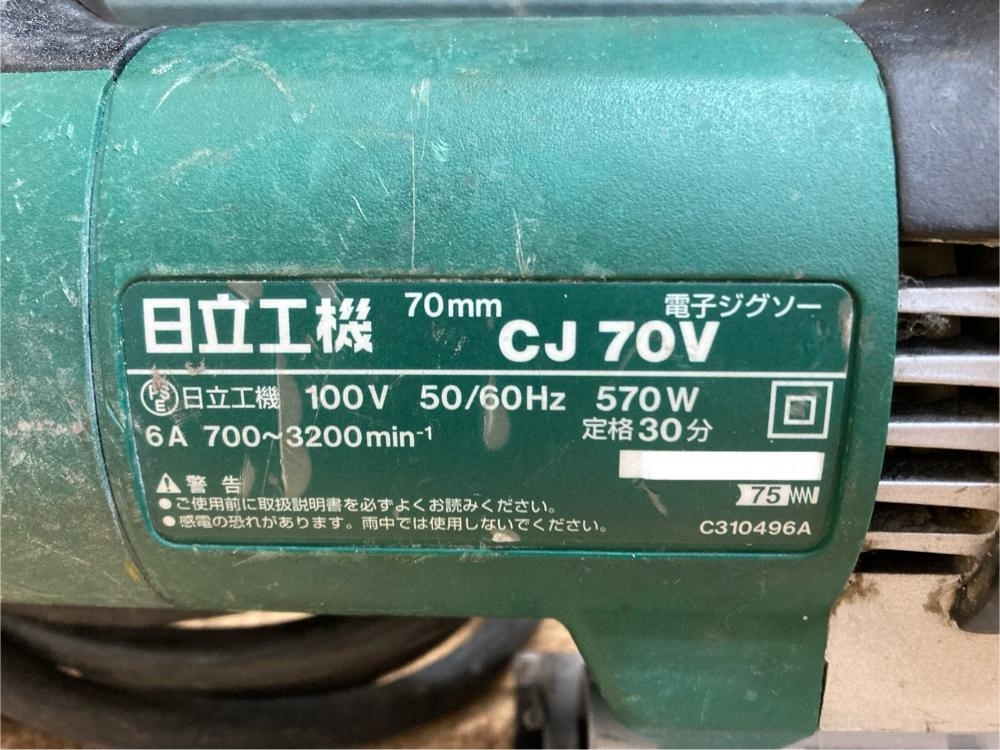 日立工機 70mm 電子ジグソー
CJ 70V
PSE 日立工機 100V 50/60Hz 570W
6A 700~3200min⁻¹ 定格30分
警告
●ご使用前に取扱説明書を必ずよくお読みください。
●感電の恐れがあります。雨中では使用しないでください。
75
C310496A